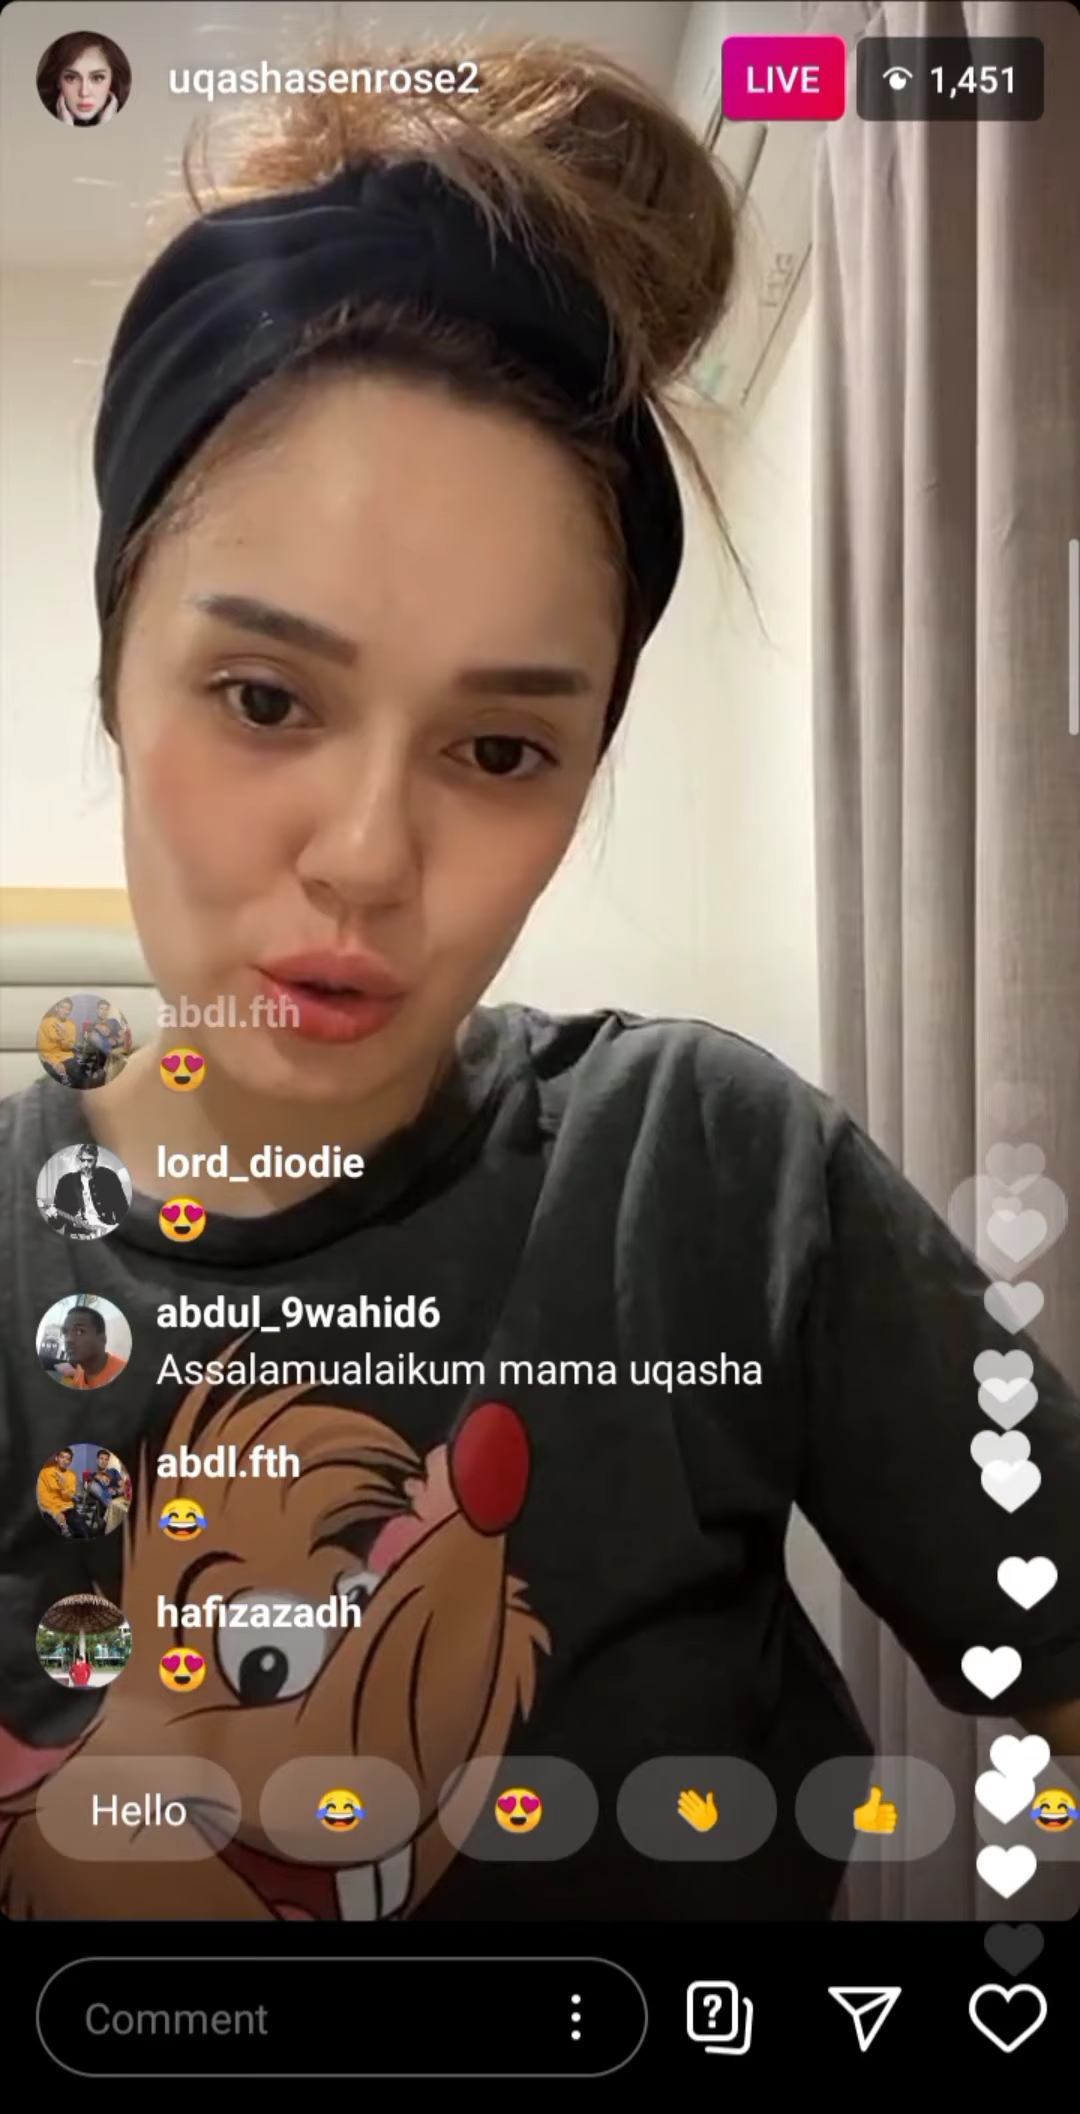 uqashasenrose2
LIVE
1,451
abdl.fth
😍
lord_diodie
😍
abdul_9wahid6
Assalamualaikum mama uqasha
abdl.fth
😂
hafizazadh
😍
Hello 😂 😍 👋 👍 😂
Comment
?